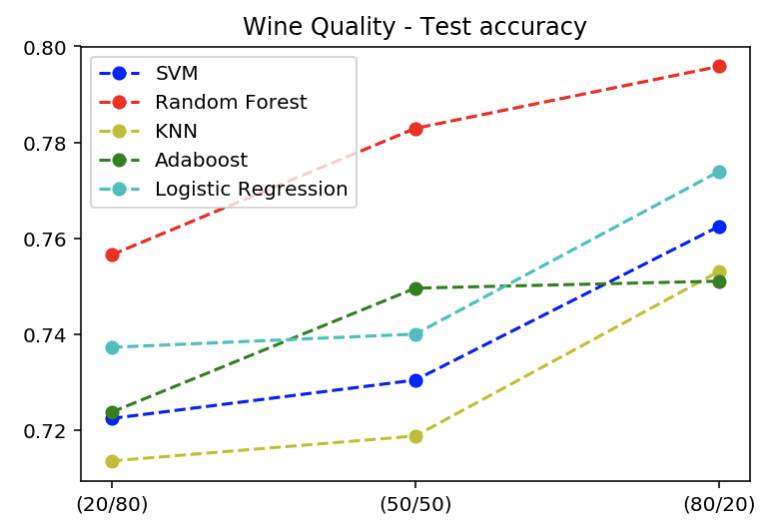 Wine Quality - Test accuracy
0.80
0.78
0.76
0.74
0.72
SVM
Random Forest
KNN
Adaboost
Logistic Regression
(20/80) (50/50) (80/20)